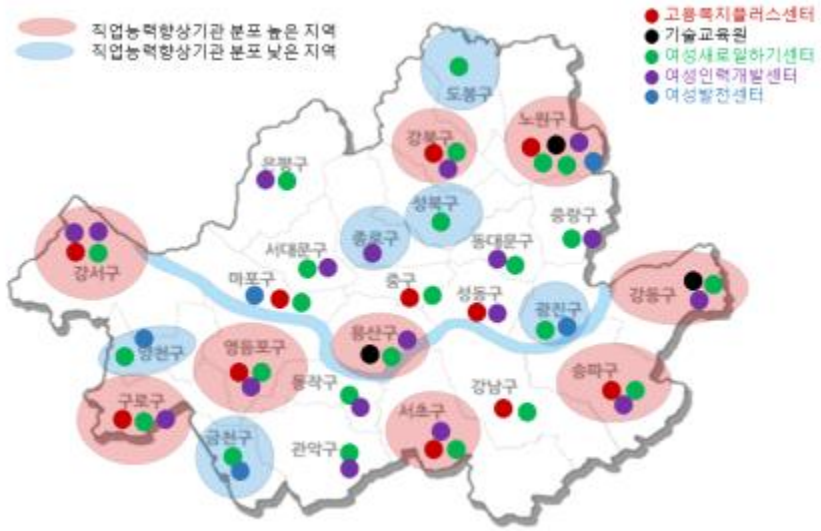 직업능력향상기관 분포 높은 지역
직업능력향상기관 분포 낮은 지역
고용복지플러스센터
기술교육원
여성새로일하기센터
여성인력개발센터
여성발전센터
도봉구
노원구
강북구
은평구
성북구
중랑구
종로구
동대문구
서대문구
강서구
마포구
중구
성동구
광진구
강동구
용산구
양천구
영등포구
동작구
강남구
송파구
구로구
서초구
금천구
관악구